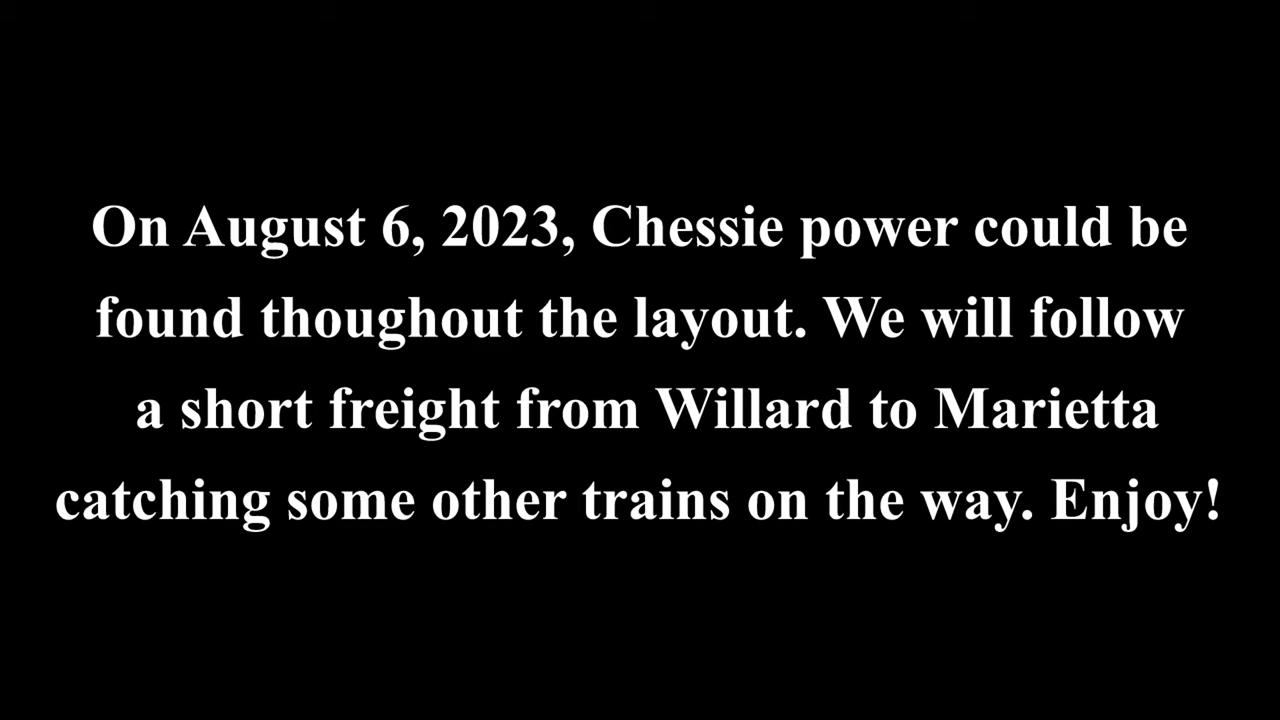 On August 6, 2023, Chessie power could be
found thoughout the layout. We will follow
a short freight from Willard to Marietta
catching some other trains on the way. Enjoy!